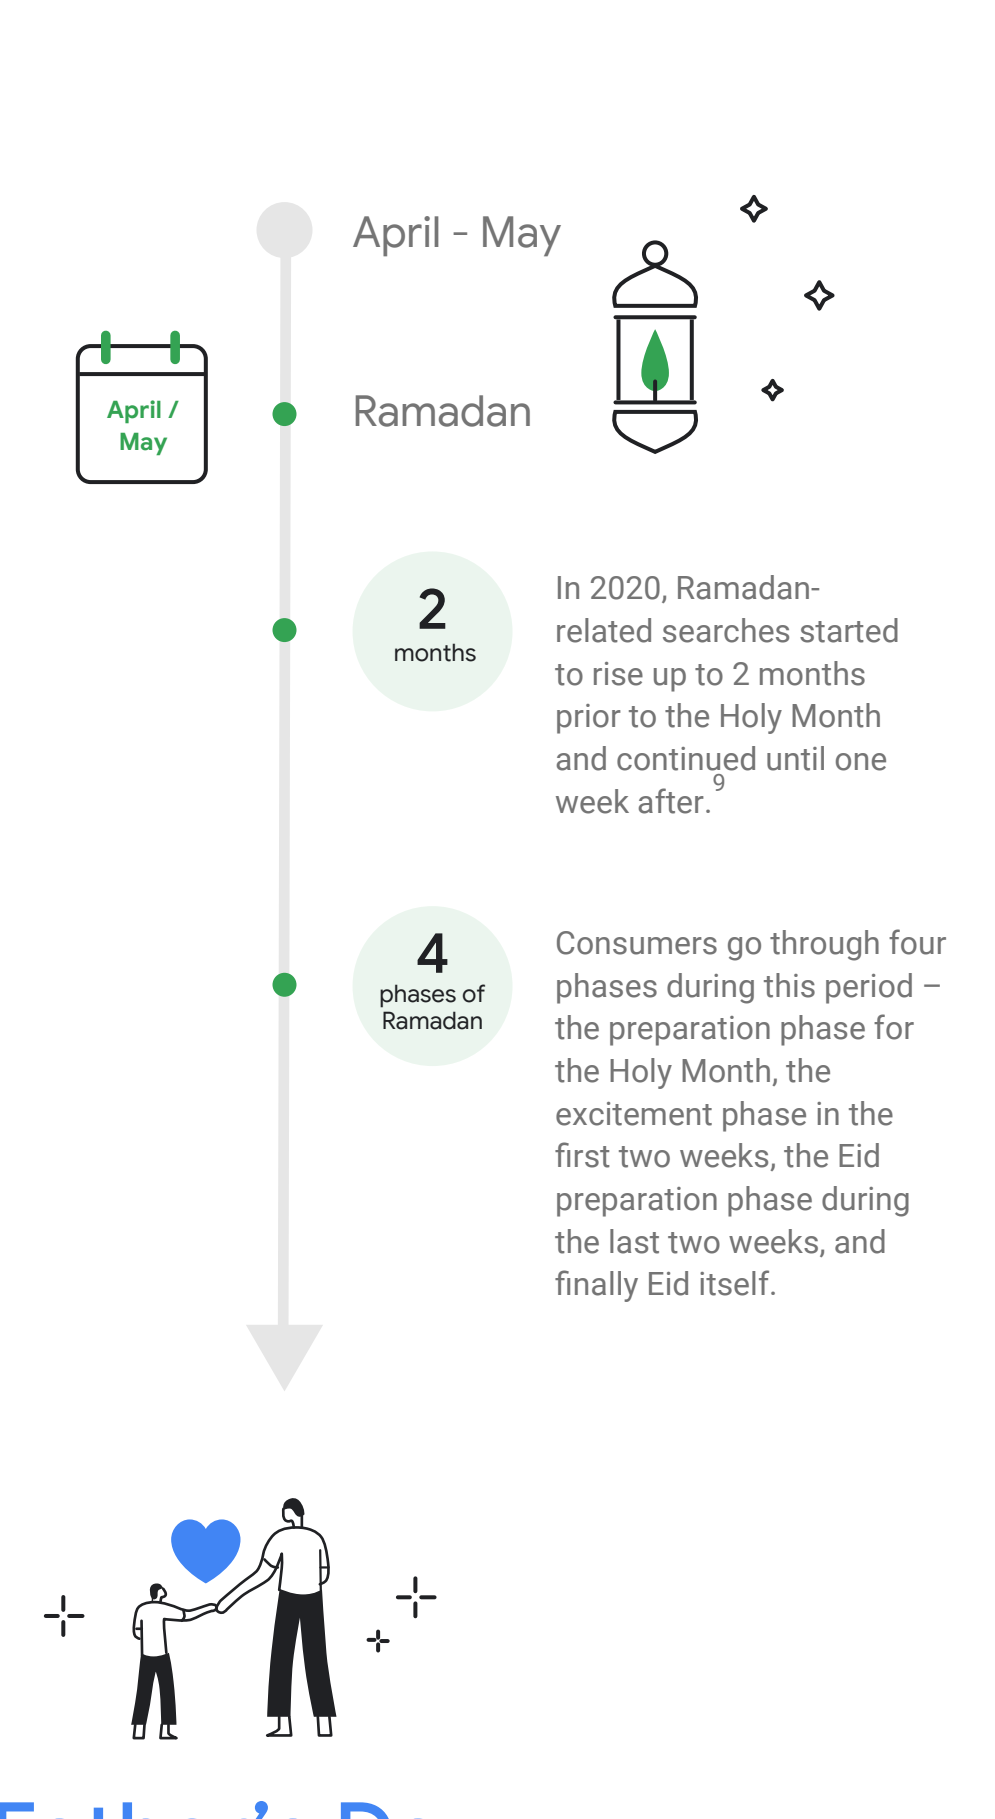 April - May
April /
May
Ramadan
2
months
In 2020, Ramadan-
related searches started
to rise up to 2 months
prior to the Holy Month
and continued until one
week after.9
4
phases of
Ramadan
Consumers go through four
phases during this period –
the preparation phase for
the Holy Month, the
excitement phase in the
first two weeks, the Eid
preparation phase during
the last two weeks, and
finally Eid itself.
Father's